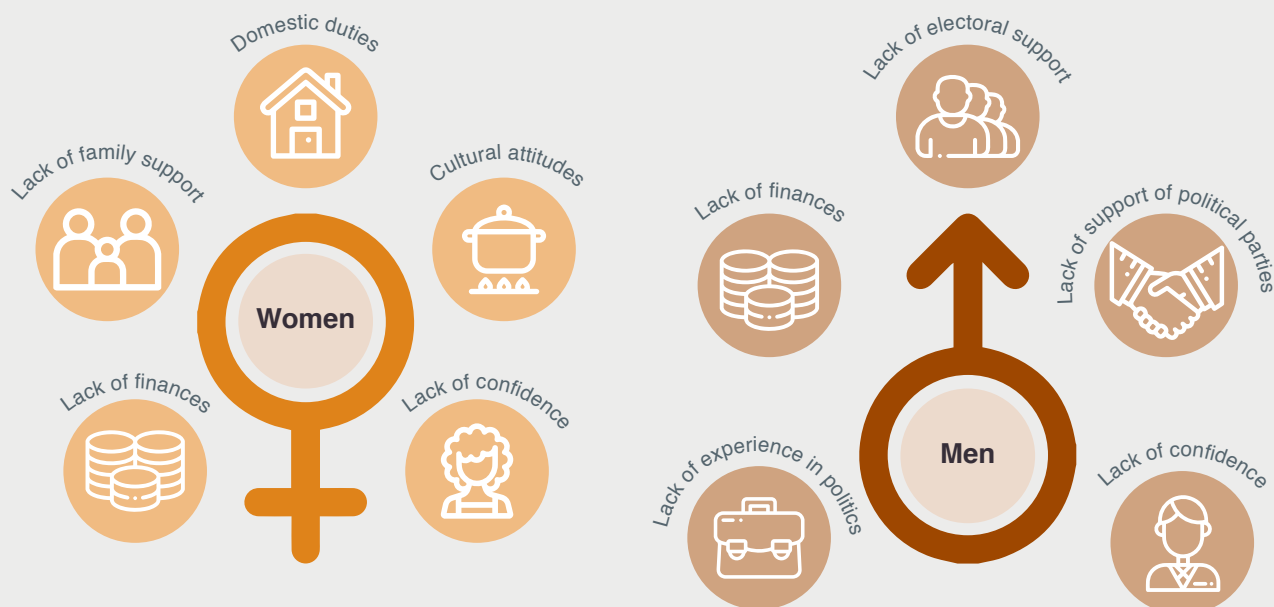 Domestic duties
Lack of family support
Cultural attitudes
Women
Lack of finances
Lack of confidence
Lack of electoral support
Lack of finances
Lack of support of political parties
Men
Lack of experience in politics
Lack of confidence